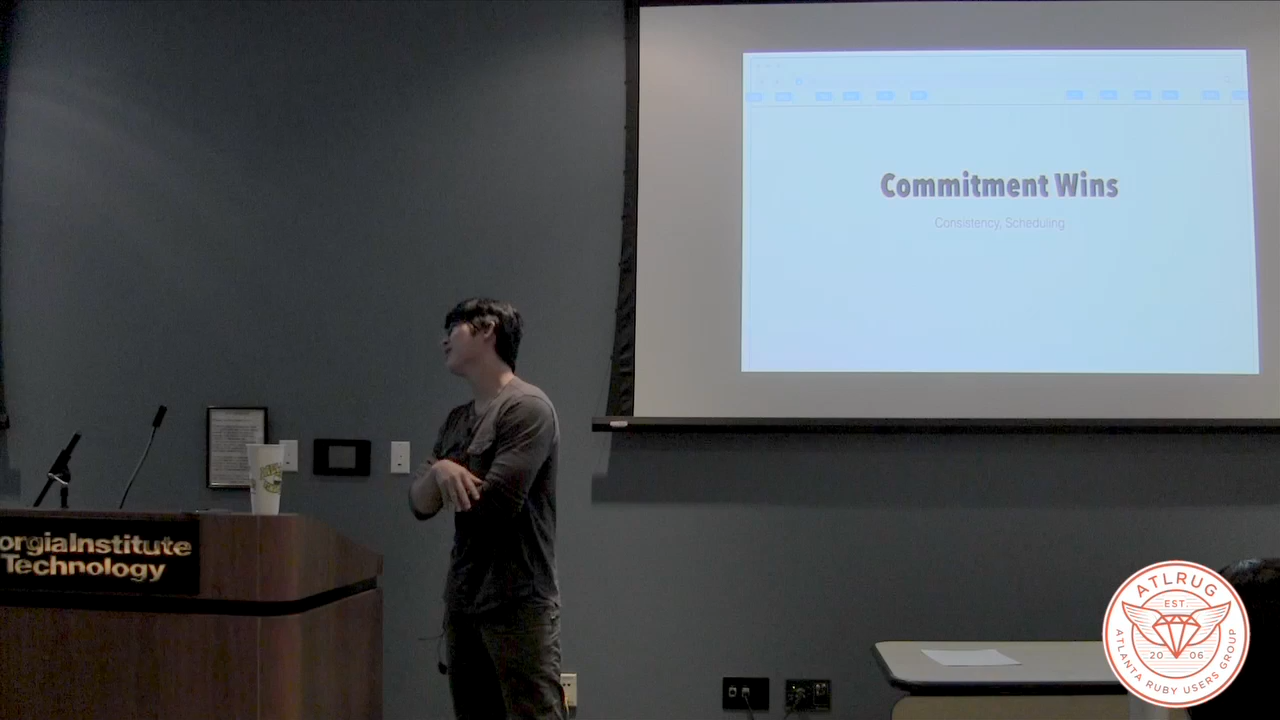 Commitment Wins
Consistency, Scheduling
orgiaInstitute
Technology
ATLRUG
EST.
20 06
ATLANTA RUBY USERS GROUP